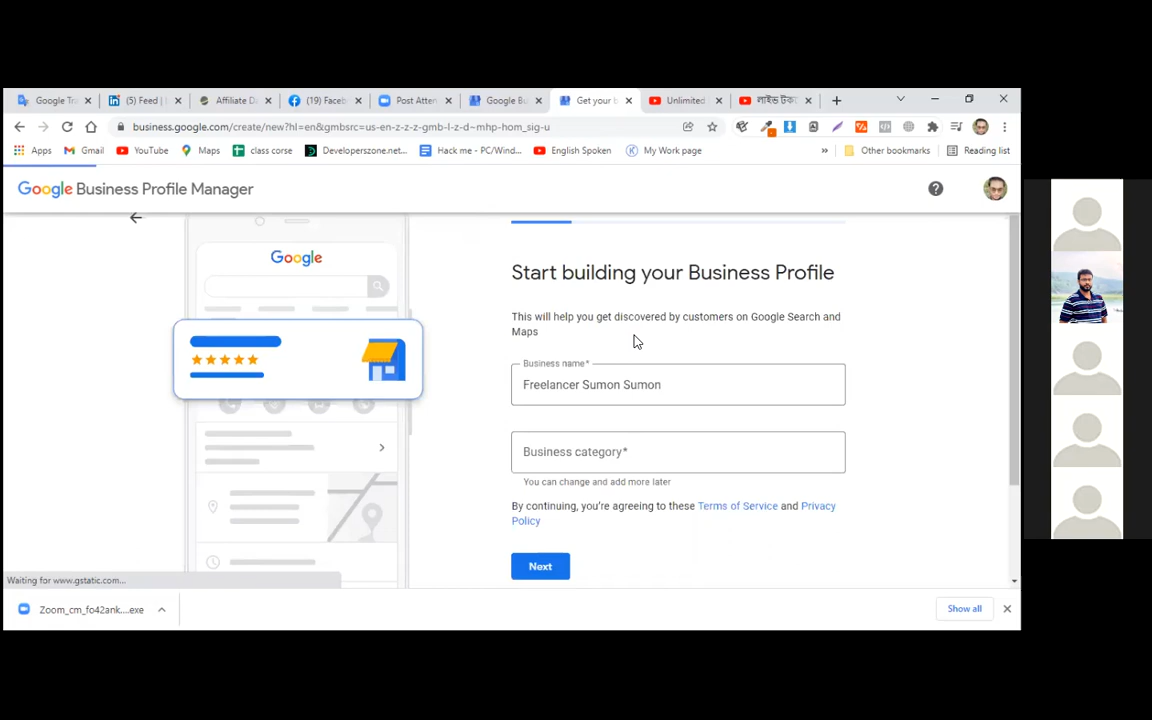 Google Tra
(5) Feed |
Affiliate Da
(19) Faceb
Post Atten
Google Bu
Get your b
Unlimited
লাইভ টকা
business.google.com/create/new?hl=en&gmbsrc=us-en-z-z-z-gmb-l-z-d~mhp-hom_sig-u
Apps
Gmail
YouTube
Maps
class corse
Developerszone.net...
Hack me - PC/Wind...
English Spoken
My Work page
»
Other bookmarks
Reading list
Google Business Profile Manager
Google
Start building your Business Profile
This will help you get discovered by customers on Google Search and
Maps
Business name*
Freelancer Sumon Sumon
Business category*
You can change and add more later
By continuing, you're agreeing to these Terms of Service and Privacy
Policy
Next
Waiting for www.gstatic.com...
Zoom_cm_fo42ank....exe
Show all